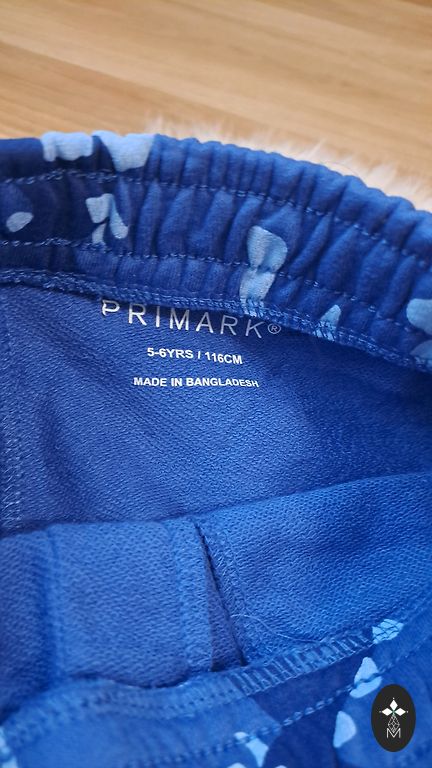 PRIMARK®
5-6YRS / 116CM
MADE IN BANGLADESH
M